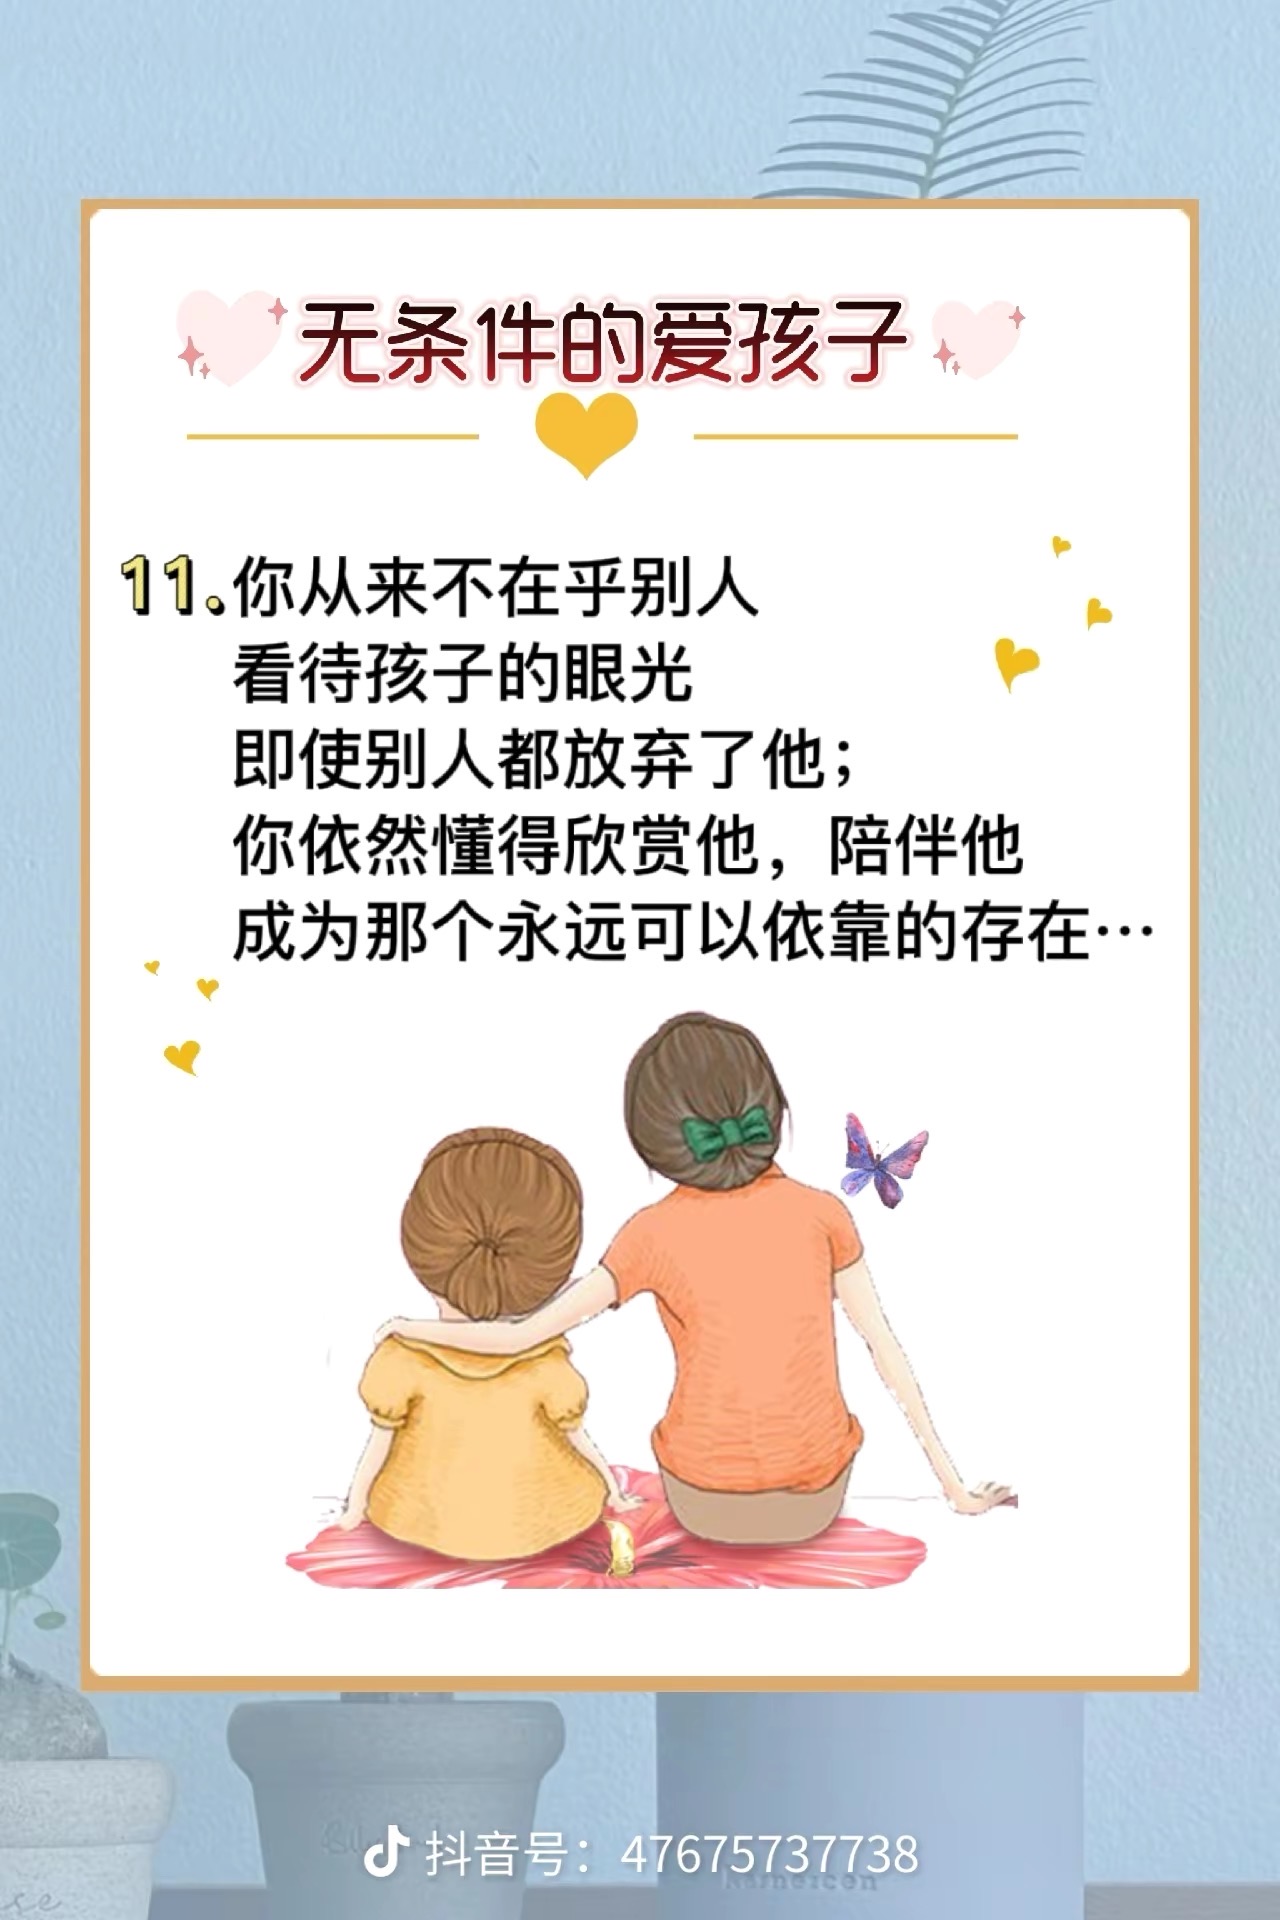 无条件的爱孩子
11.你从来不在乎别人
看待孩子的眼光
即使别人都放弃了他；
你依然懂得欣赏他，陪伴他
成为那个永远可以依靠的存在…
抖音号：47675737738